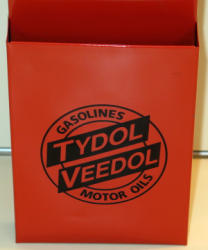 GASOLINES
TYDOL
VEEDOL
MOTOR OILS